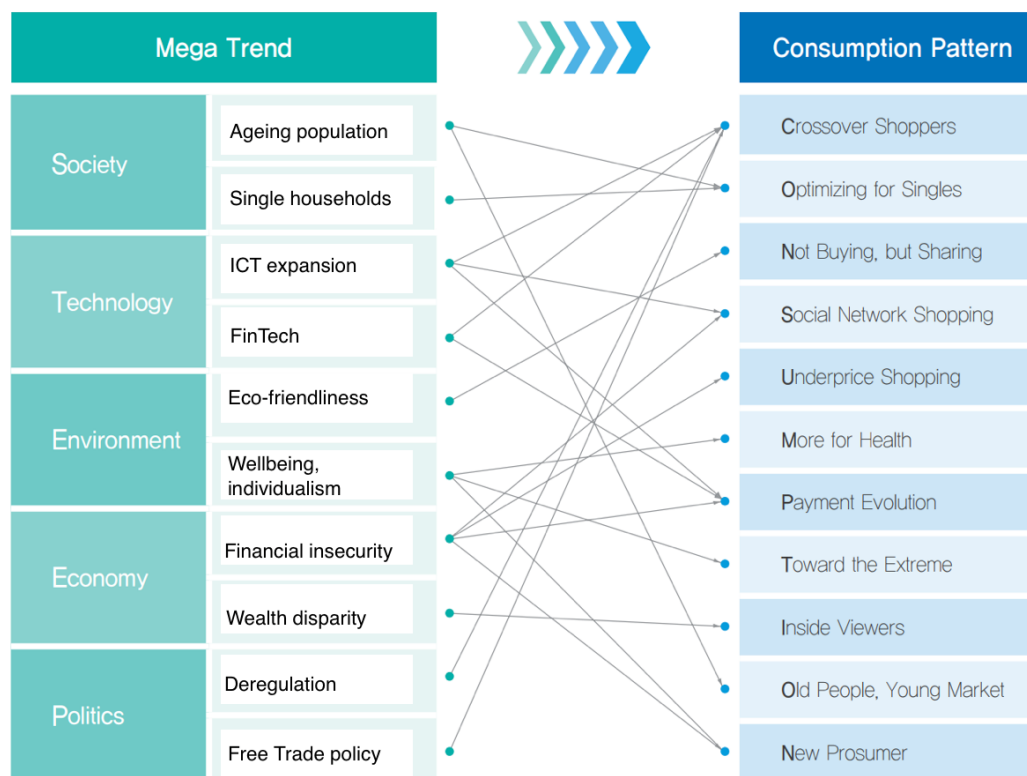 Mega Trend
Consumption Pattern
Society
Ageing population
Single households
Technology
ICT expansion
FinTech
Environment
Eco-friendliness
Wellbeing,
individualism
Economy
Financial insecurity
Wealth disparity
Politics
Deregulation
Free Trade policy
Crossover Shoppers
Optimizing for Singles
Not Buying, but Sharing
Social Network Shopping
Underprice Shopping
More for Health
Payment Evolution
Toward the Extreme
Inside Viewers
Old People, Young Market
New Prosumer